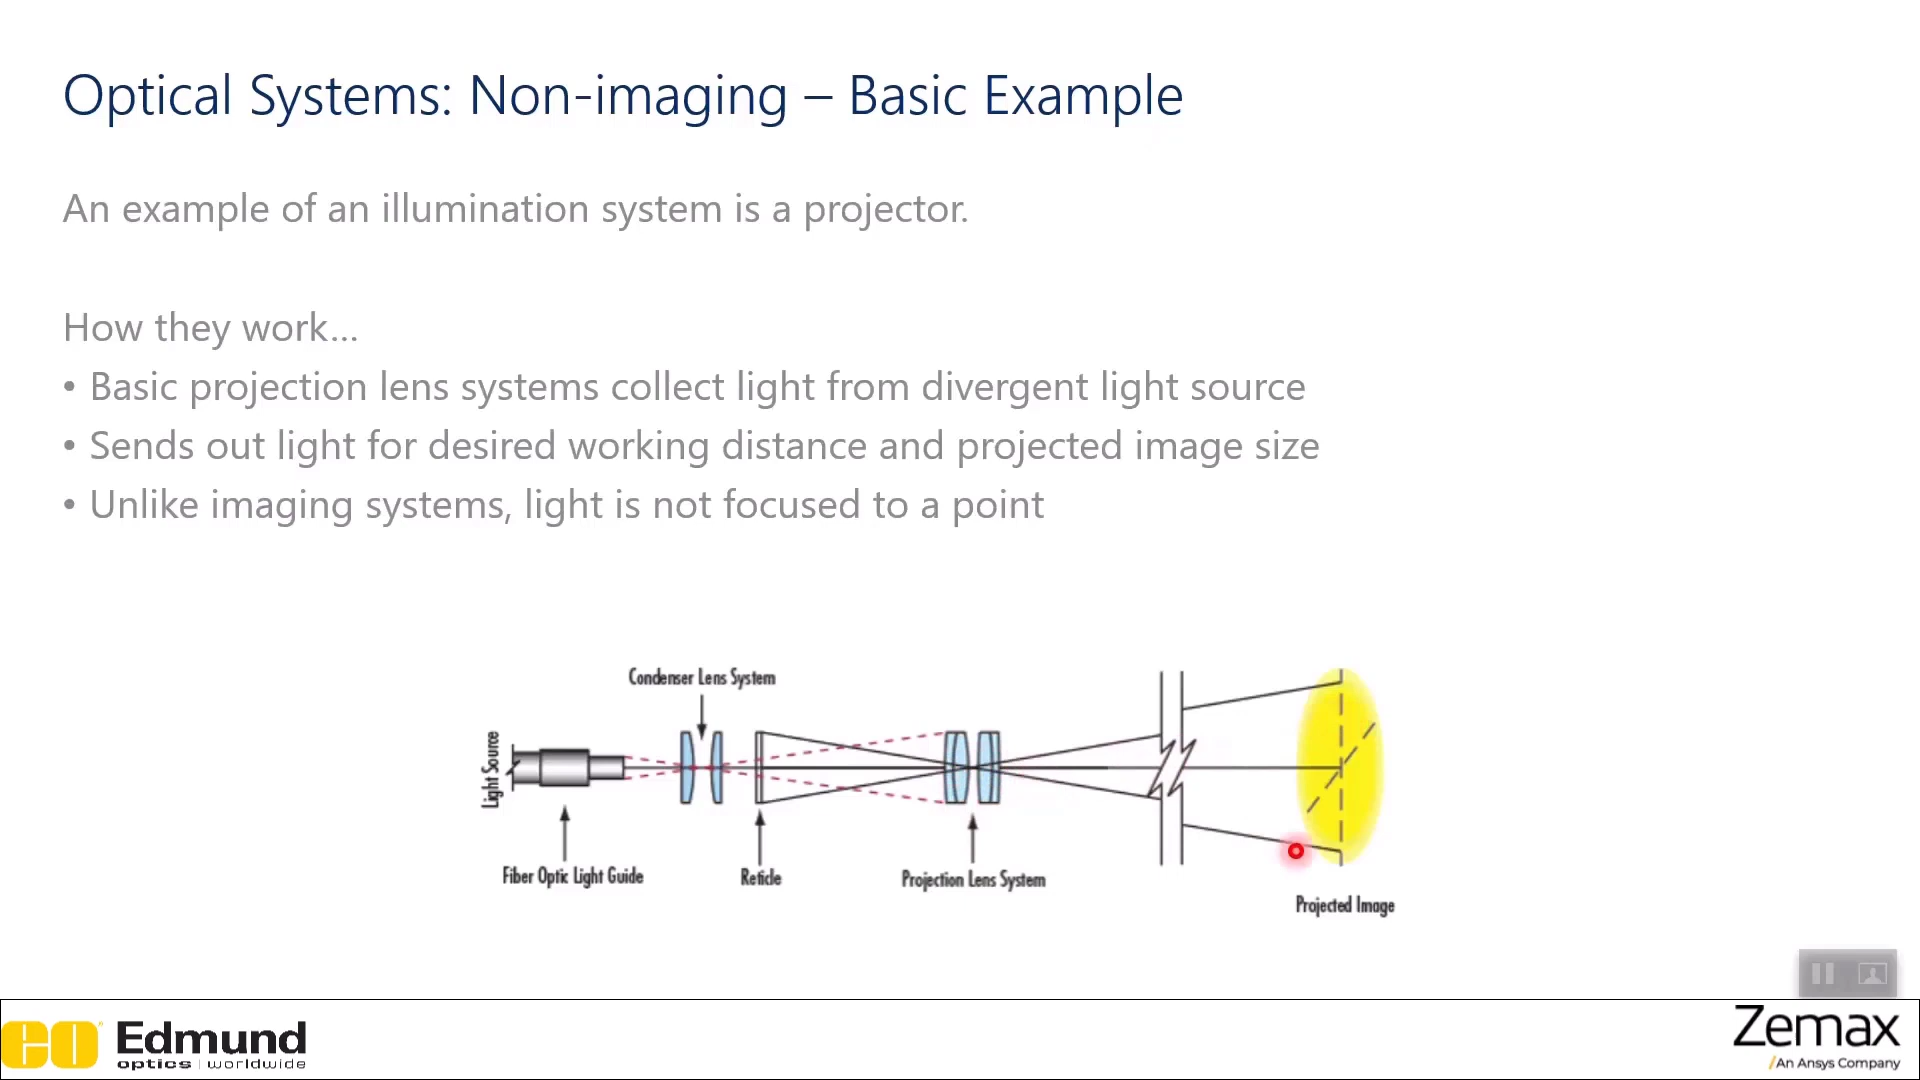 Optical Systems: Non-imaging – Basic Example
An example of an illumination system is a projector.
How they work...
• Basic projection lens systems collect light from divergent light source
• Sends out light for desired working distance and projected image size
• Unlike imaging systems, light is not focused to a point
Condenser Lens System
Light Source
Fiber Optic Light Guide
Reticle
Projection Lens System
Projected Image
EO Edmund
optics | worldwide
Zemax
/An Ansys Company